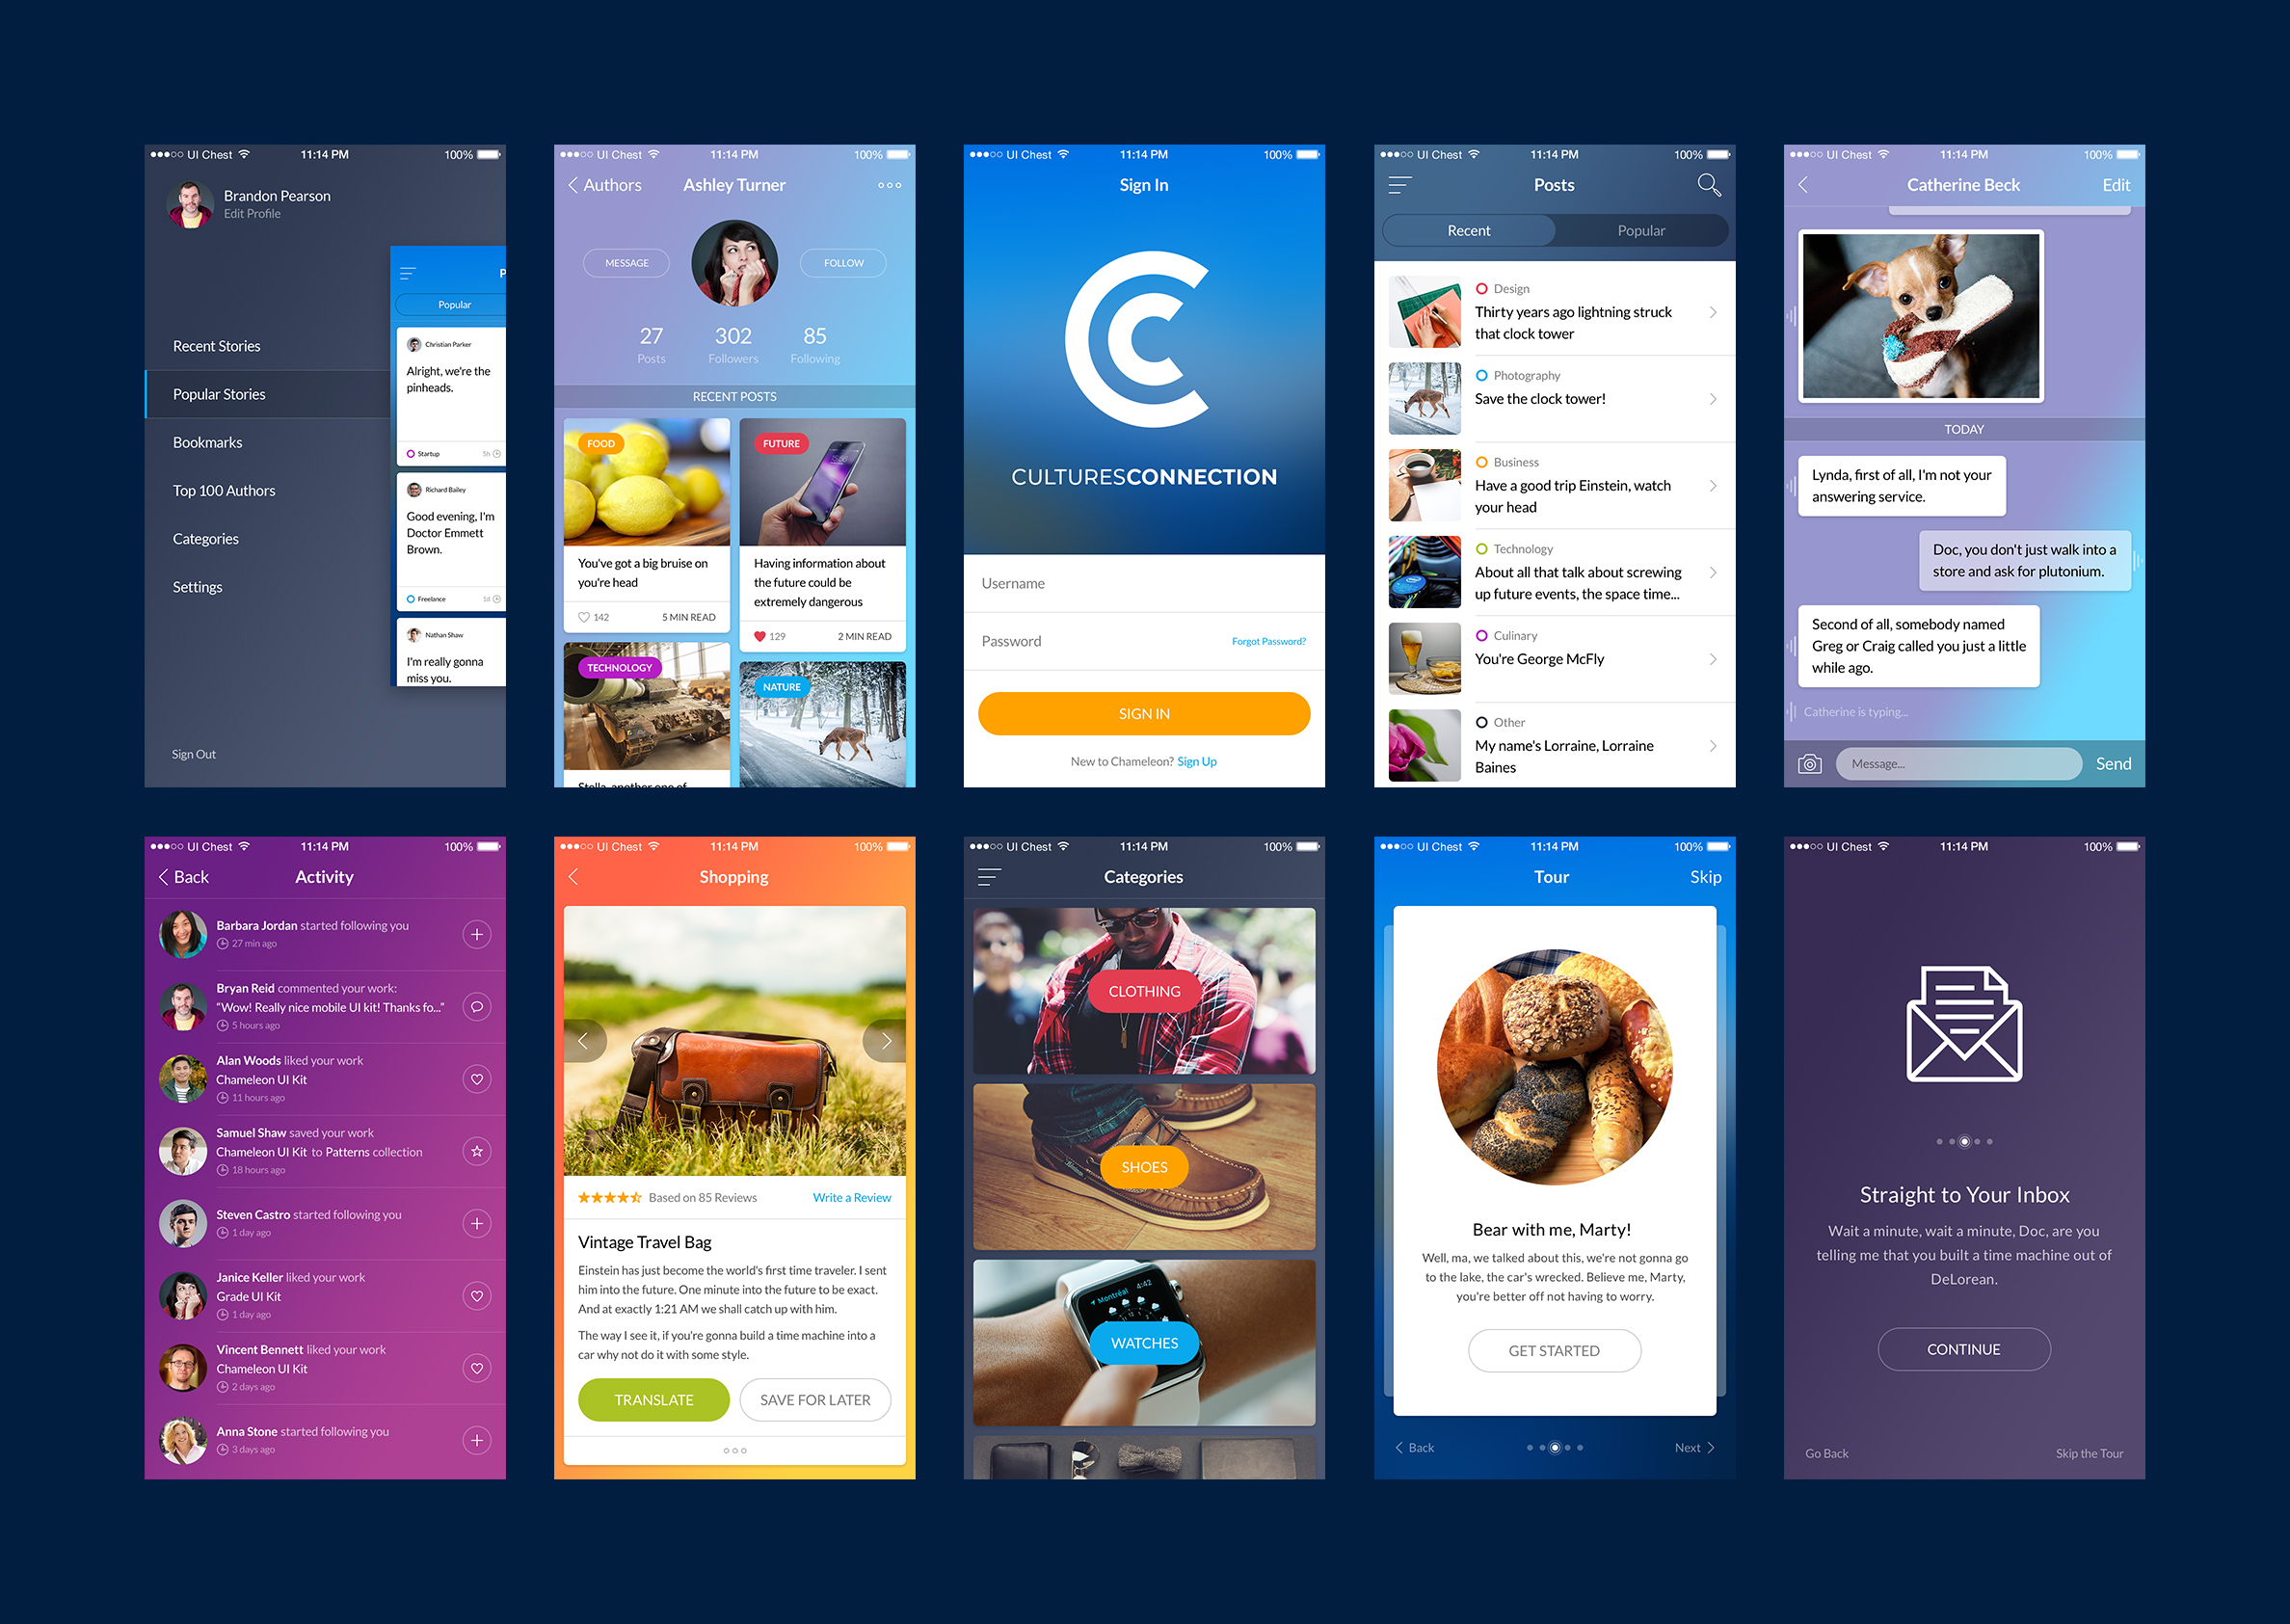 UI Chest 11:14 PM 100%
Brandon Pearson
Edit Profile
Recent Stories
Popular Stories
Bookmarks
Top 100 Authors
Categories
Settings
Sign Out
P
Popular
Christian Parker
Alright, we're the
pinheads.
Startup 5h
Richard Bailey
Good evening, I'm
Doctor Emmett
Brown.
Freelance 1d
Nathan Shaw
I'm really gonna
miss you.
UI Chest 11:14 PM 100%
Authors Ashley Turner
MESSAGE FOLLOW
27 302 85
Posts Followers Following
RECENT POSTS
FOOD
You've got a big bruise on
you're head
142 5 MIN READ
FUTURE
Having information about
the future could be
extremely dangerous
129 2 MIN READ
TECHNOLOGY
Stella, another one of
NATURE
UI Chest 11:14 PM 100%
Sign In
CULTURESCONNECTION
Username
Password Forgot Password?
SIGN IN
New to Chameleon? Sign Up
UI Chest 11:14 PM 100%
Posts
Recent Popular
Design
Thirty years ago lightning struck
that clock tower
Photography
Save the clock tower!
Business
Have a good trip Einstein, watch
your head
Technology
About all that talk about screwing
up future events, the space time...
Culinary
You're George McFly
Other
My name's Lorraine, Lorraine
Baines
UI Chest 11:14 PM 100%
Catherine Beck Edit
TODAY
Lynda, first of all, I'm not your
answering service.
Doc, you don't just walk into a
store and ask for plutonium.
Second of all, somebody named
Greg or Craig called you just a little
while ago.
Catherine is typing...
Message... Send
UI Chest 11:14 PM 100%
Back Activity
Barbara Jordan started following you
27 min ago
Bryan Reid commented your work:
“Wow! Really nice mobile UI kit! Thanks fo...”
5 hours ago
Alan Woods liked your work
Chameleon UI Kit
11 hours ago
Samuel Shaw saved your work
Chameleon UI Kit to Patterns collection
18 hours ago
Steven Castro started following you
1 day ago
Janice Keller liked your work
Grade UI Kit
1 day ago
Vincent Bennett liked your work
Chameleon UI Kit
2 days ago
Anna Stone started following you
3 days ago
UI Chest 11:14 PM 100%
Shopping
Based on 85 Reviews Write a Review
Vintage Travel Bag
Einstein has just become the world's first time traveler. I sent
him into the future. One minute into the future to be exact.
And at exactly 1:21 AM we shall catch up with him.
The way I see it, if you're gonna build a time machine into a
car why not do it with some style.
TRANSLATE SAVE FOR LATER
UI Chest 11:14 PM 100%
Categories
CLOTHING
SHOES
Montréal 4:42
WATCHES
UI Chest 11:14 PM 100%
Tour Skip
Bear with me, Marty!
Well, ma, we talked about this, we're not gonna go
to the lake, the car's wrecked. Believe me, Marty,
you're better off not having to worry.
GET STARTED
Back Next
UI Chest 11:14 PM 100%
Straight to Your Inbox
Wait a minute, wait a minute, Doc, are you
telling me that you built a time machine out of
DeLorean.
CONTINUE
Go Back Skip the Tour